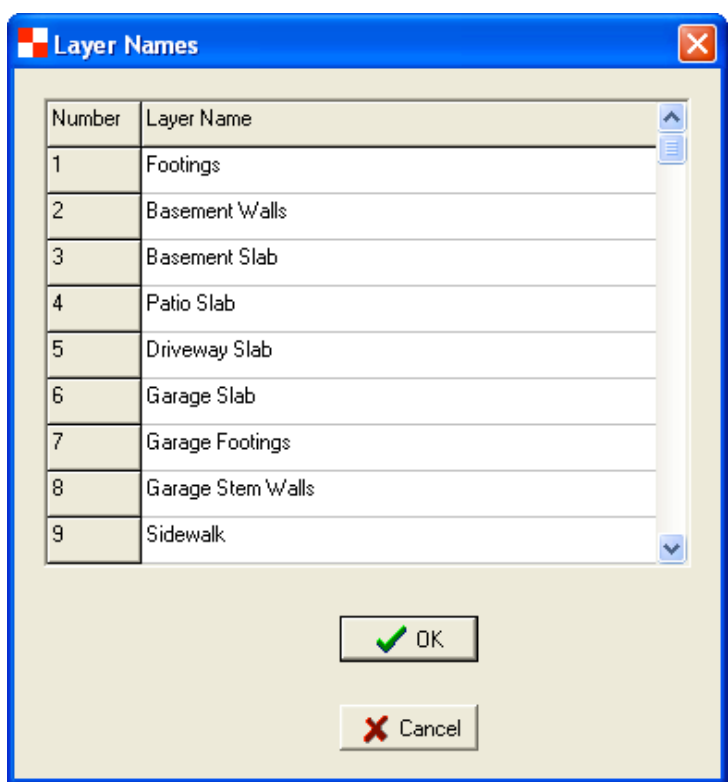 Layer Names
Number Layer Name
1 Footings
2 Basement Walls
3 Basement Slab
4 Patio Slab
5 Driveway Slab
6 Garage Slab
7 Garage Footings
8 Garage Stem Walls
9 Sidewalk
OK
Cancel